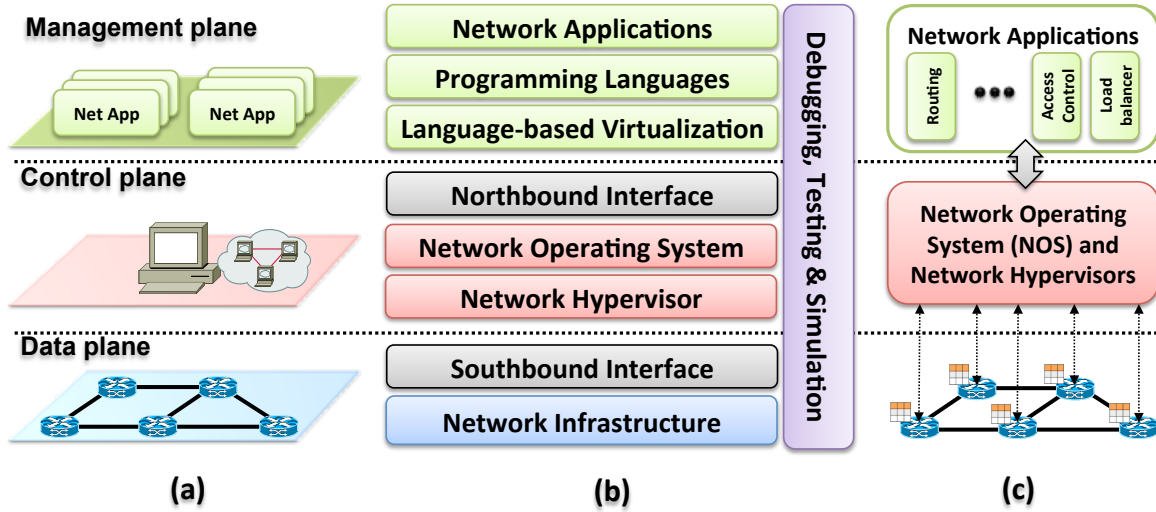 Management plane
Net App
Net App
Control plane
Data plane
(a)
Network Applications
Programming Languages
Language-based Virtualization
Northbound Interface
Network Operating System
Network Hypervisor
Southbound Interface
Network Infrastructure
Debugging, Testing & Simulation
(b)
Network Applications
Routing
Access
Control
Load
balancer
Network Operating
System (NOS) and
Network Hypervisors
(c)